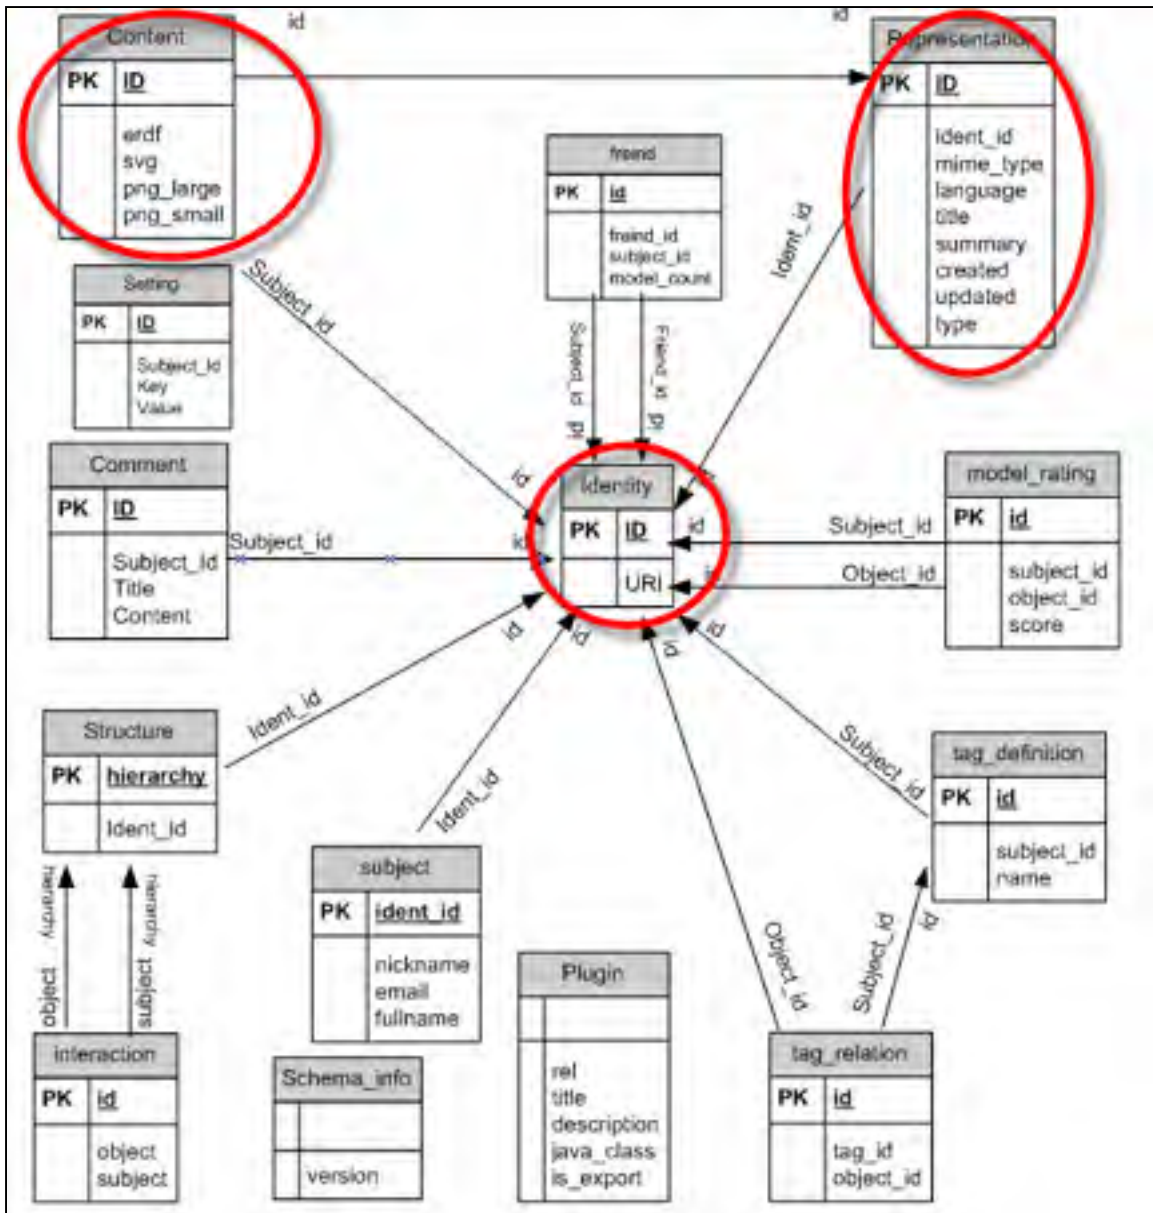 id
id
Content
PK ID
erdf
svg
png_large
png_small
Representation
PK ID
ident_id
mime_type
language
title
summary
created
updated
type
freind
PK id
freind_id
subject_id
model_count
Subject_id
Ident_id
Subject_id id
Friend_id id
Setting
PK ID
Subject_Id
Key
Value
Comment
PK ID
Subject_Id
Title
Content
Subject_id
id
id
Identity
PK ID
URI
id
id
Subject_id
Object_id
model_rating
PK id
subject_id
object_id
score
id
id
id
id
Ident_id
Ident_id
Structure
PK hierarchy
Ident_Id
Subject_id
tag_definition
PK id
subject_id
name
hierarchy object
hierarchy subject
subject
PK ident_id
nickname
email
fullname
Plugin
rel
title
description
java_class
is_export
Object_id
Subject_id
id
interaction
PK id
object
subject
Schema_info
version
tag_relation
PK id
tag_id
object_id